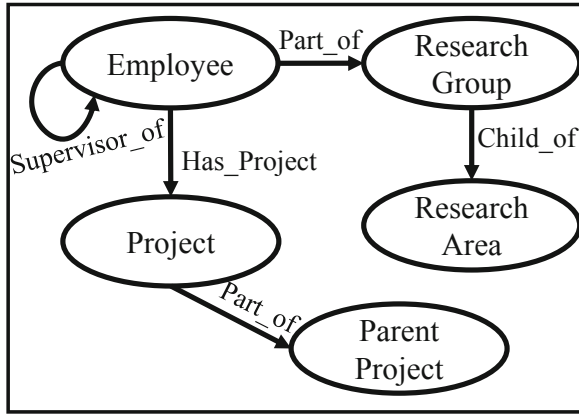 Employee
Part_of
Research
Group
Supervisor_of
Has_Project
Child_of
Project
Research
Area
Part_of
Parent
Project